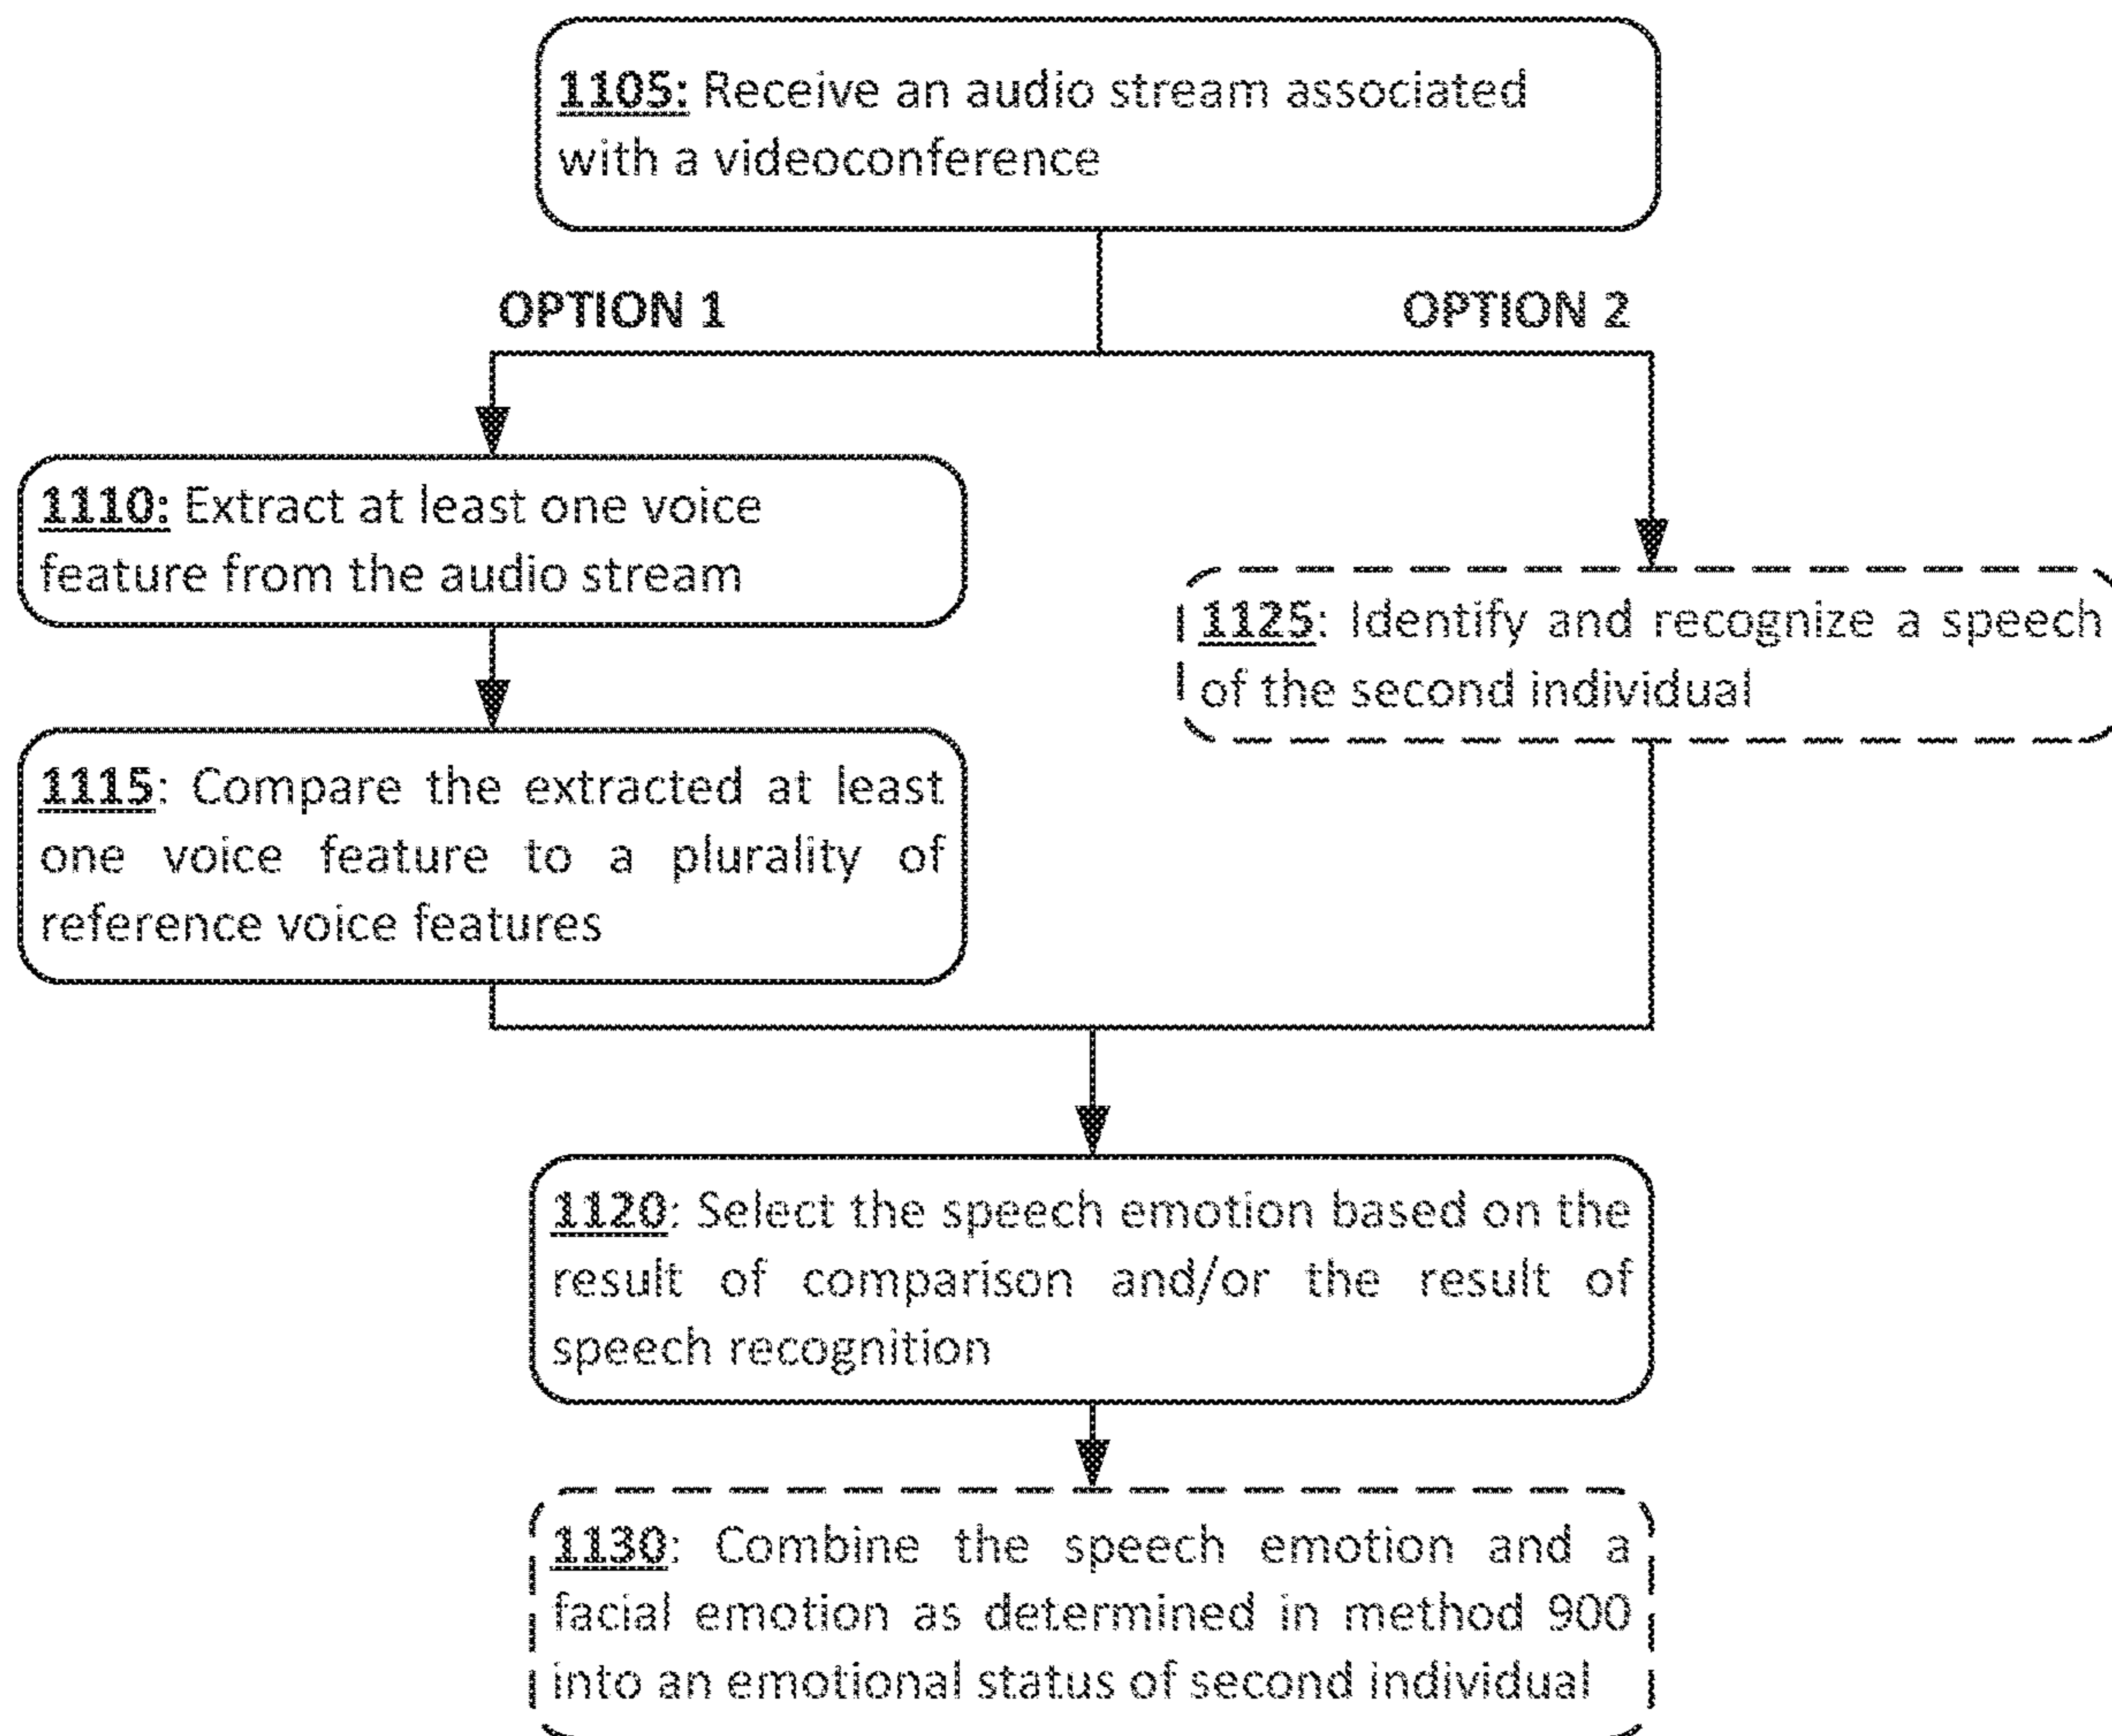 1105: Receive an audio stream associated
with a videoconference
OPTION 1
OPTION 2
1110: Extract at least one voice
feature from the audio stream
1125: Identify and recognize a speech
of the second individual
1115: Compare the extracted at least
one voice feature to a plurality of
reference voice features
1120: Select the speech emotion based on the
result of comparison and/or the result of
speech recognition
1130: Combine the speech emotion and a
facial emotion as determined in method 900
into an emotional status of second individual